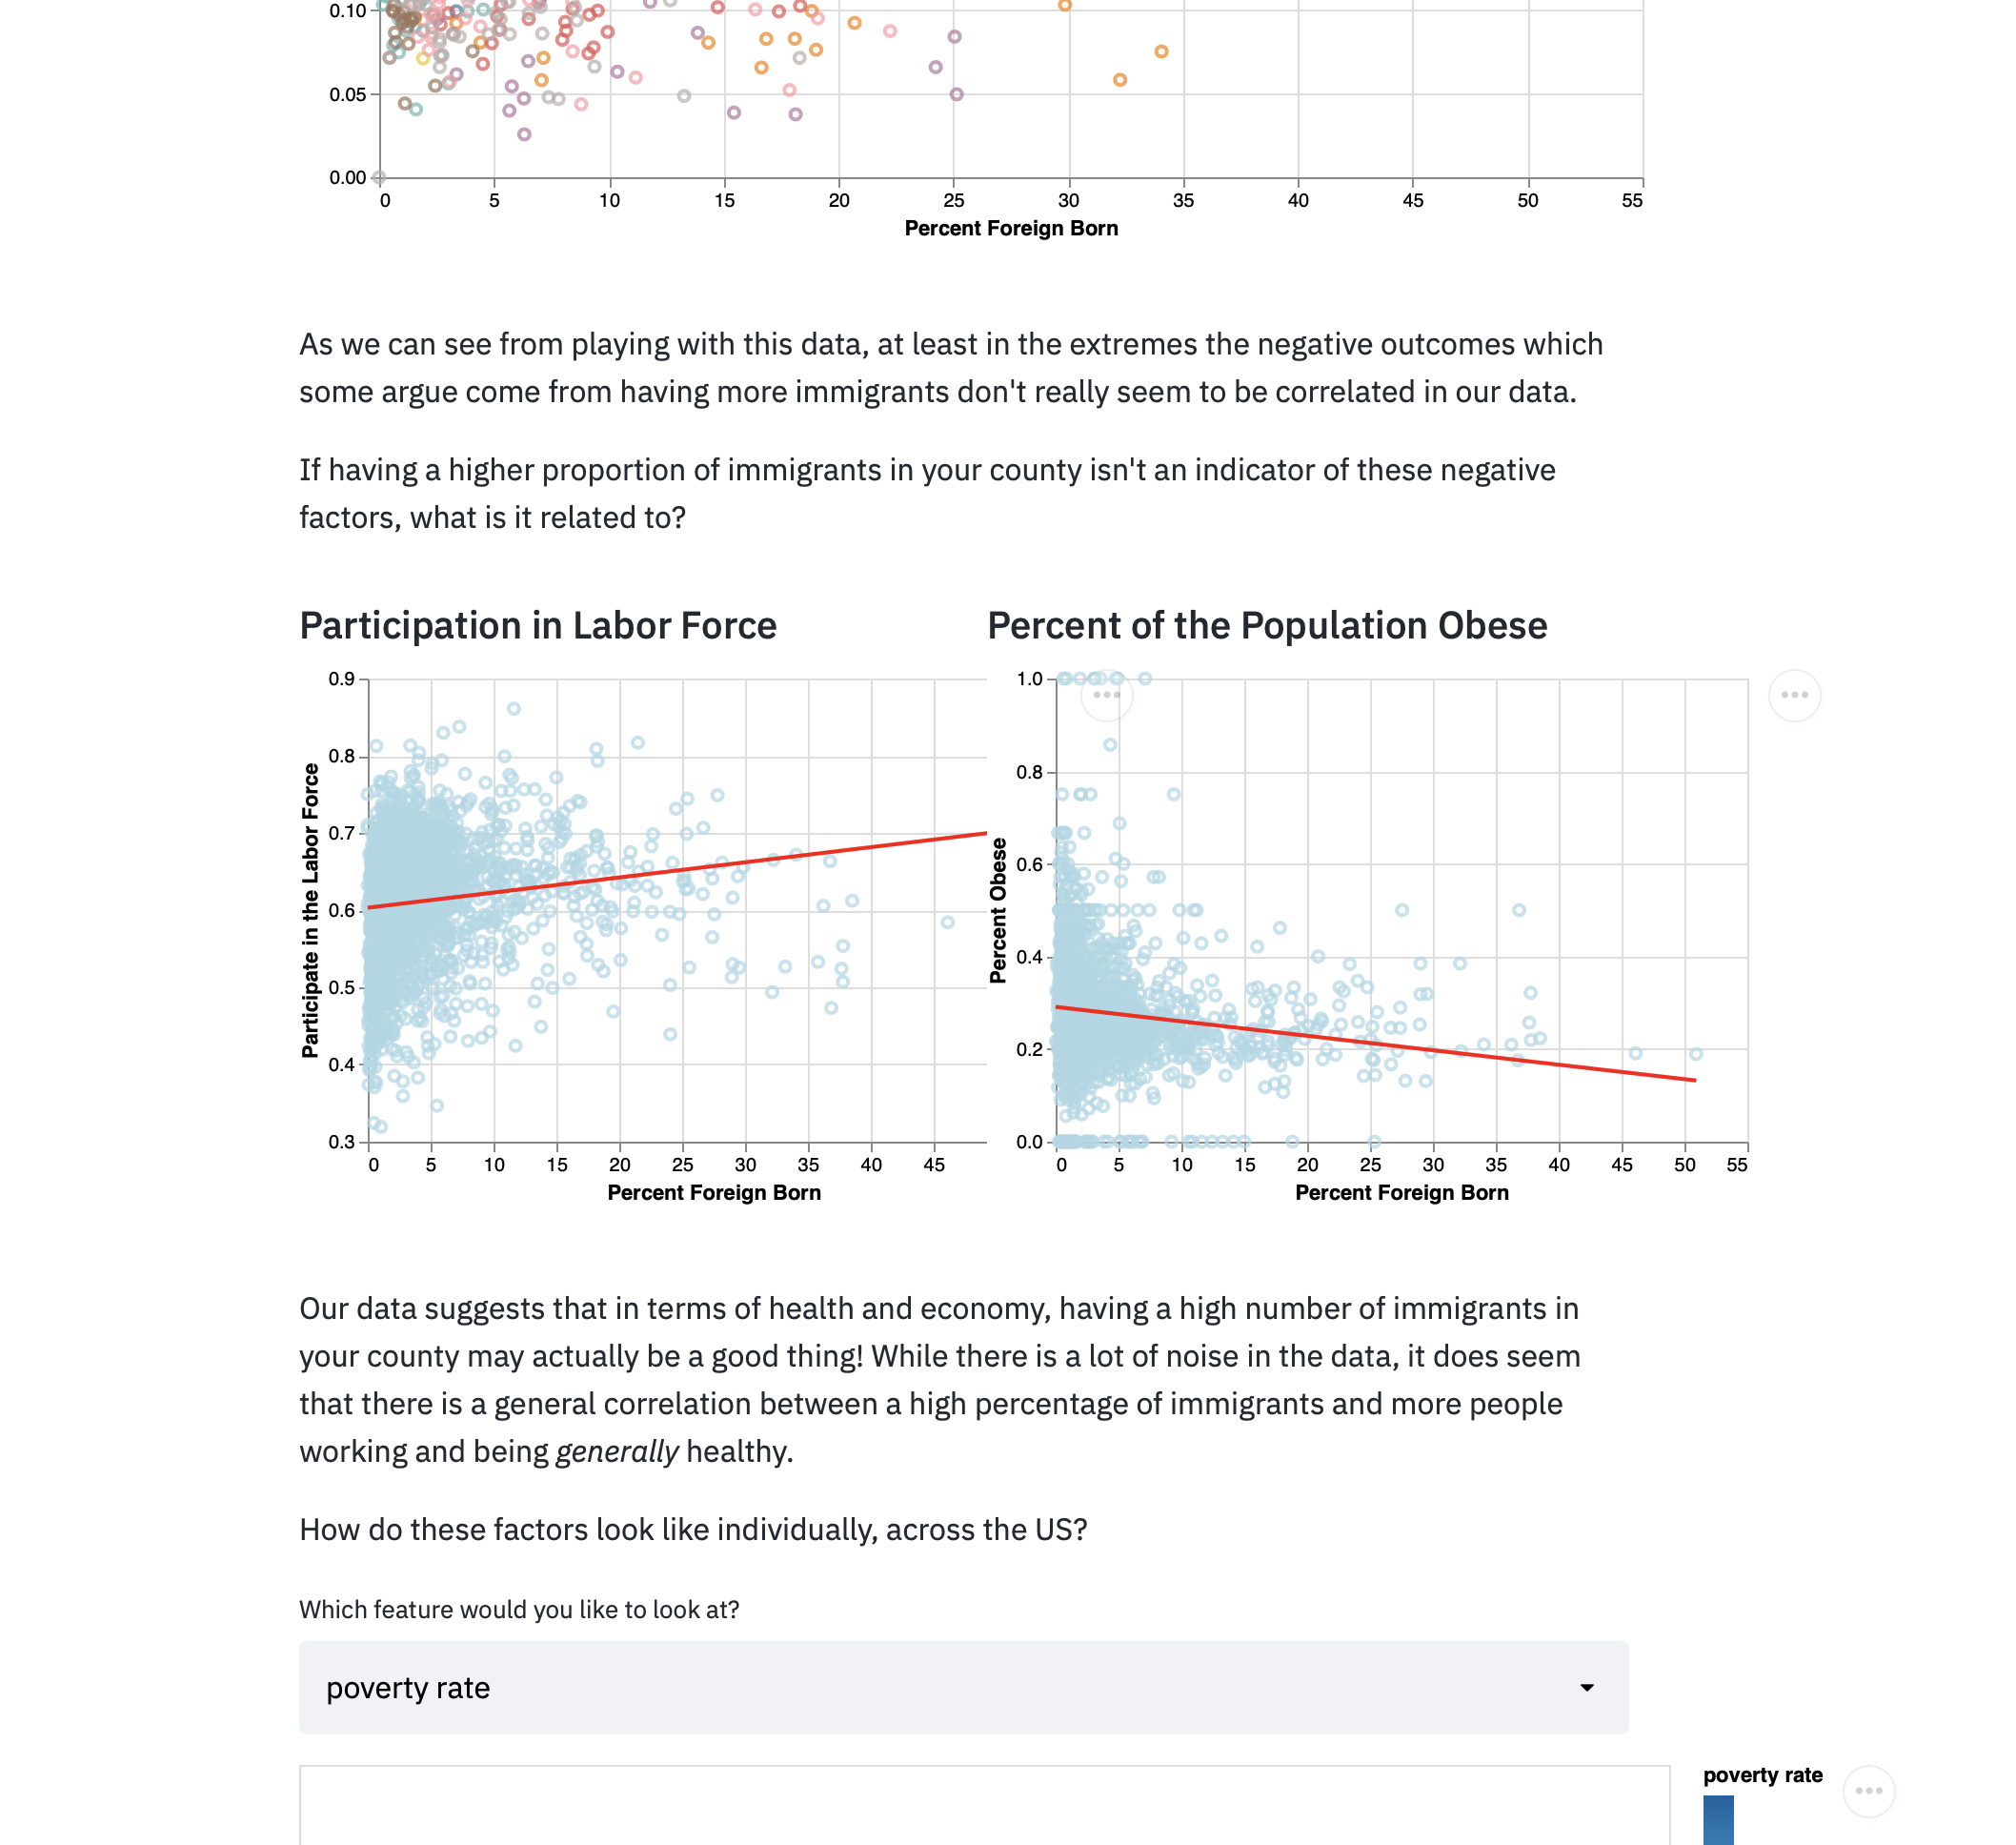 0.10
0.05
0.00
0 5 10 15 20 25 30 35 40 45 50 55
Percent Foreign Born
As we can see from playing with this data, at least in the extremes the negative outcomes which
some argue come from having more immigrants don't really seem to be correlated in our data.
If having a higher proportion of immigrants in your county isn't an indicator of these negative
factors, what is it related to?
Participation in Labor Force
0.9
0.8
0.7
0.6
0.5
0.4
0.3
Participate in the Labor Force
0 5 10 15 20 25 30 35 40 45
Percent Foreign Born
Percent of the Population Obese
1.0
0.8
0.6
0.4
0.2
0.0
Percent Obese
0 5 10 15 20 25 30 35 40 45 50 55
Percent Foreign Born
Our data suggests that in terms of health and economy, having a high number of immigrants in
your county may actually be a good thing! While there is a lot of noise in the data, it does seem
that there is a general correlation between a high percentage of immigrants and more people
working and being generally healthy.
How do these factors look like individually, across the US?
Which feature would you like to look at?
poverty rate
poverty rate